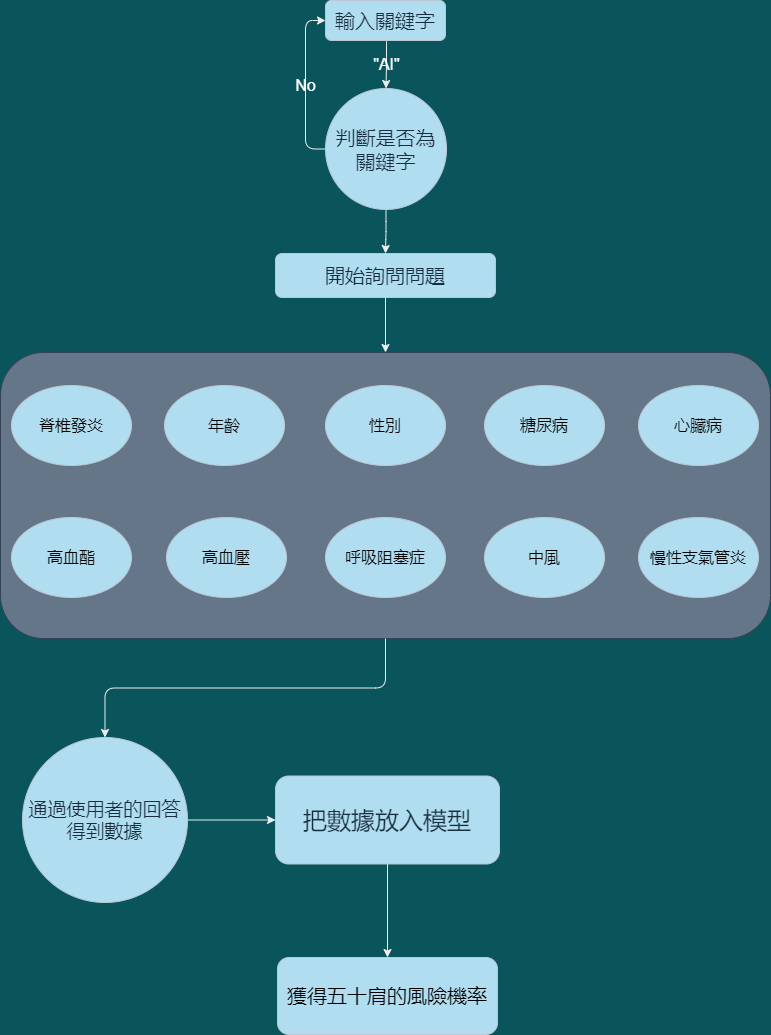 輸入關鍵字
"AI"
No
判斷是否為
關鍵字
開始詢問問題
脊椎發炎
年齡
性別
糖尿病
心臟病
高血酯
高血壓
呼吸阻塞症
中風
慢性支氣管炎
通過使用者的回答
得到數據
把數據放入模型
獲得五十肩的風險機率